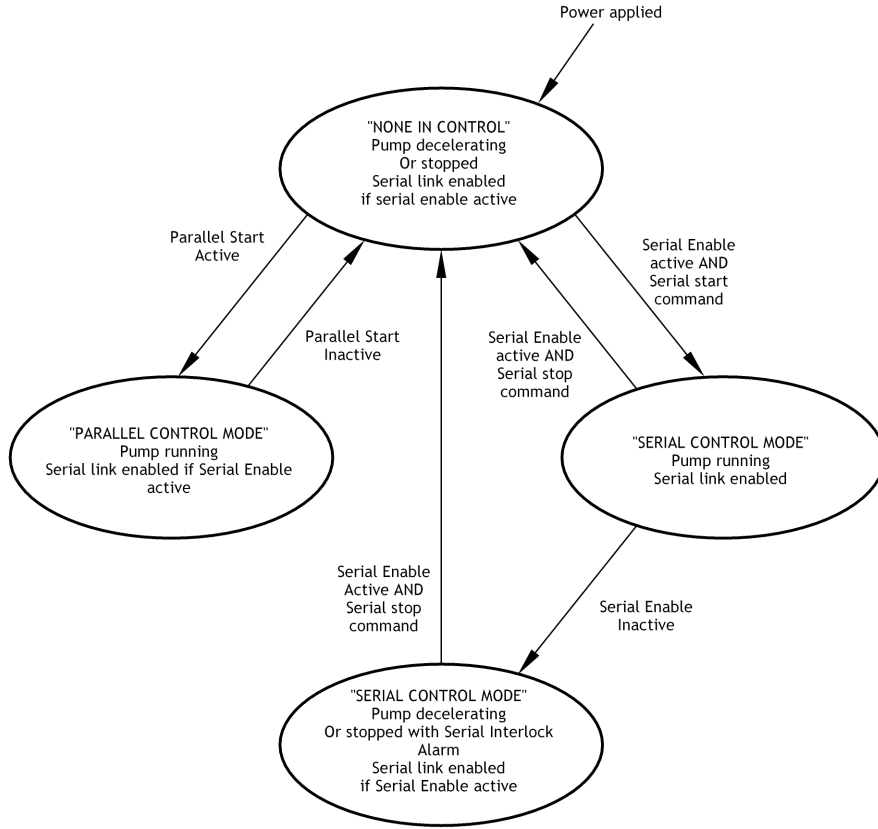 Power applied
"NONE IN CONTROL"
Pump decelerating
Or stopped
Serial link enabled
if serial enable active
Parallel Start
Active
Serial Enable
active AND
Serial start
command
Parallel Start
Inactive
Serial Enable
active AND
Serial stop
command
"PARALLEL CONTROL MODE"
Pump running
Serial link enabled if Serial Enable
active
"SERIAL CONTROL MODE"
Pump running
Serial link enabled
Serial Enable
Active AND
Serial stop
command
Serial Enable
Inactive
"SERIAL CONTROL MODE"
Pump decelerating
Or stopped with Serial Interlock
Alarm
Serial link enabled
if Serial Enable active